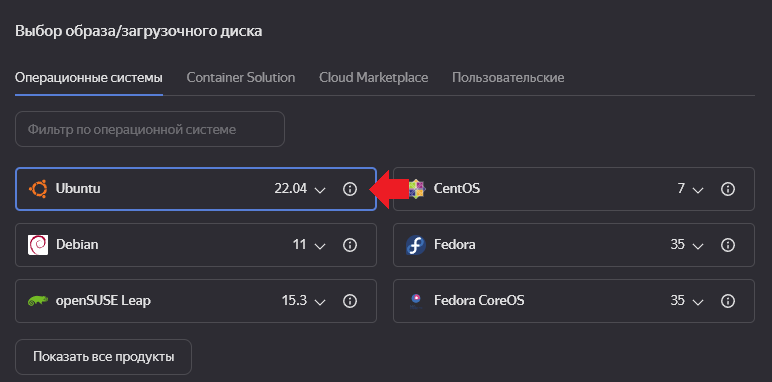 Выбор образа/загрузочного диска
Операционные системы Container Solution Cloud Marketplace Пользовательские
Фильтр по операционной системе
Ubuntu 22.04 CentOS 7
Debian 11 Fedora 35
openSUSE Leap 15.3 Fedora CoreOS 35
Показать все продукты